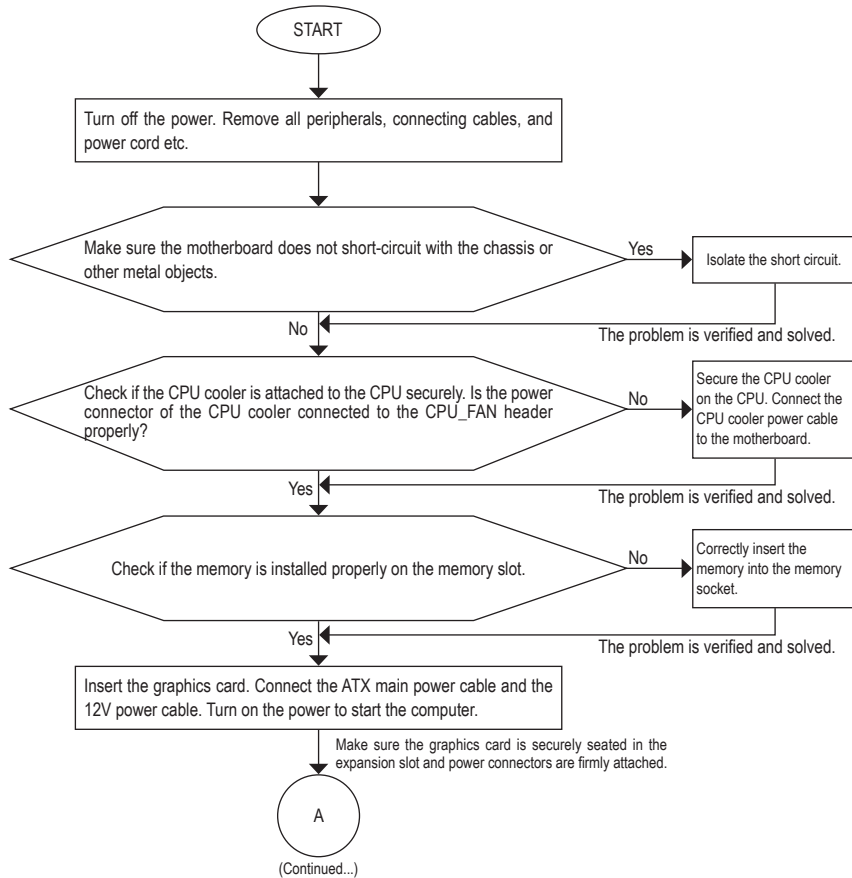 START
Turn off the power. Remove all peripherals, connecting cables, and
power cord etc.
Make sure the motherboard does not short-circuit with the chassis or
other metal objects.
Yes
Isolate the short circuit.
No
The problem is verified and solved.
Check if the CPU cooler is attached to the CPU securely. Is the power
connector of the CPU cooler connected to the CPU_FAN header
properly?
No
Secure the CPU cooler
on the CPU. Connect the
CPU cooler power cable
to the motherboard.
Yes
The problem is verified and solved.
Check if the memory is installed properly on the memory slot.
No
Correctly insert the
memory into the memory
socket.
Yes
The problem is verified and solved.
Insert the graphics card. Connect the ATX main power cable and the
12V power cable. Turn on the power to start the computer.
Make sure the graphics card is securely seated in the
expansion slot and power connectors are firmly attached.
A
(Continued...)